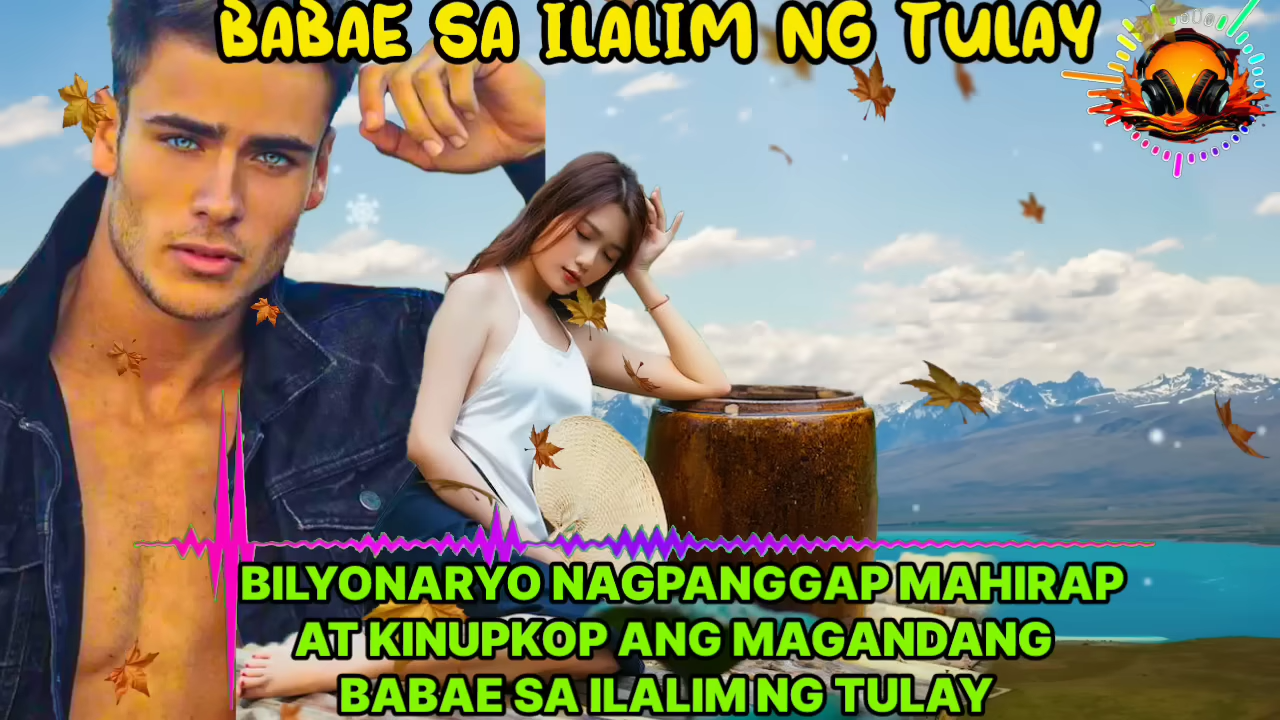 BABAE SA ILALIM NG TULAY
BILYONARYO NAGPANGGAP MAHIRAP
AT KINUPKOP ANG MAGANDANG
BABAE SA ILALIM NG TULAY